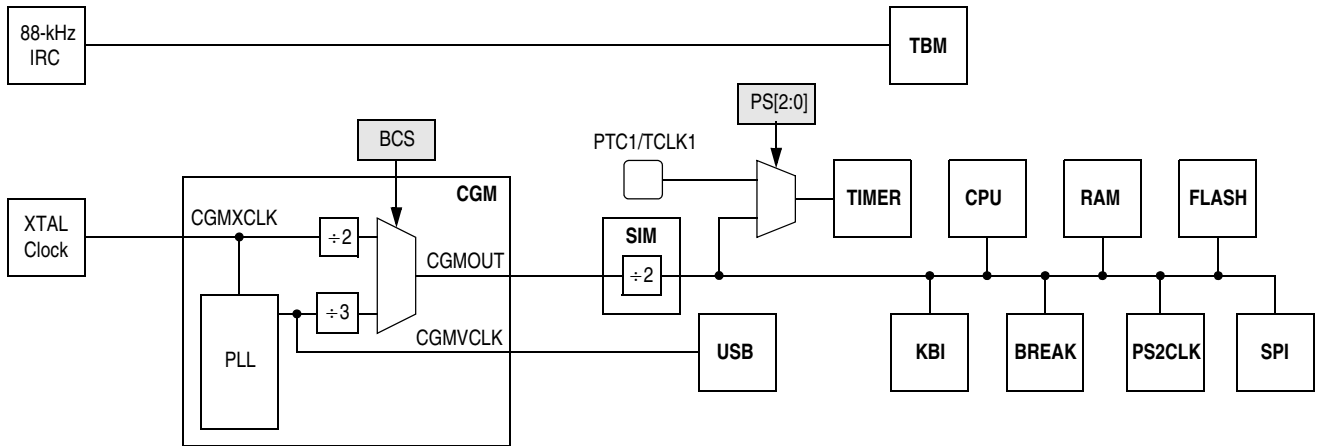 88-kHz
IRC
TBM
PS[2:0]
BCS
PTC1/TCLK1
CGM
TIMER
CPU
RAM
FLASH
XTAL
Clock
CGMXCLK
÷2
SIM
CGMOUT
÷2
÷3
CGMVCLK
PLL
USB
KBI
BREAK
PS2CLK
SPI